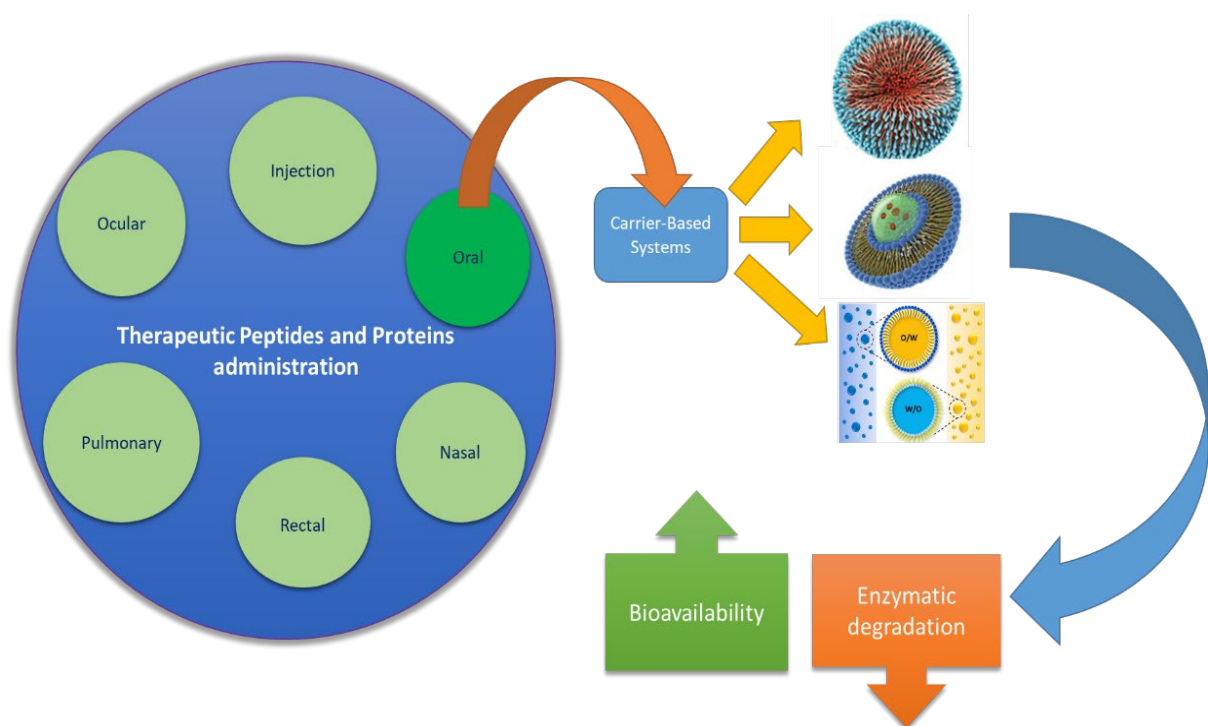 Injection
Ocular
Oral
Therapeutic Peptides and Proteins
administration
Pulmonary
Nasal
Rectal
Carrier-Based
Systems
O/W
W/O
Bioavailability
Enzymatic
degradation